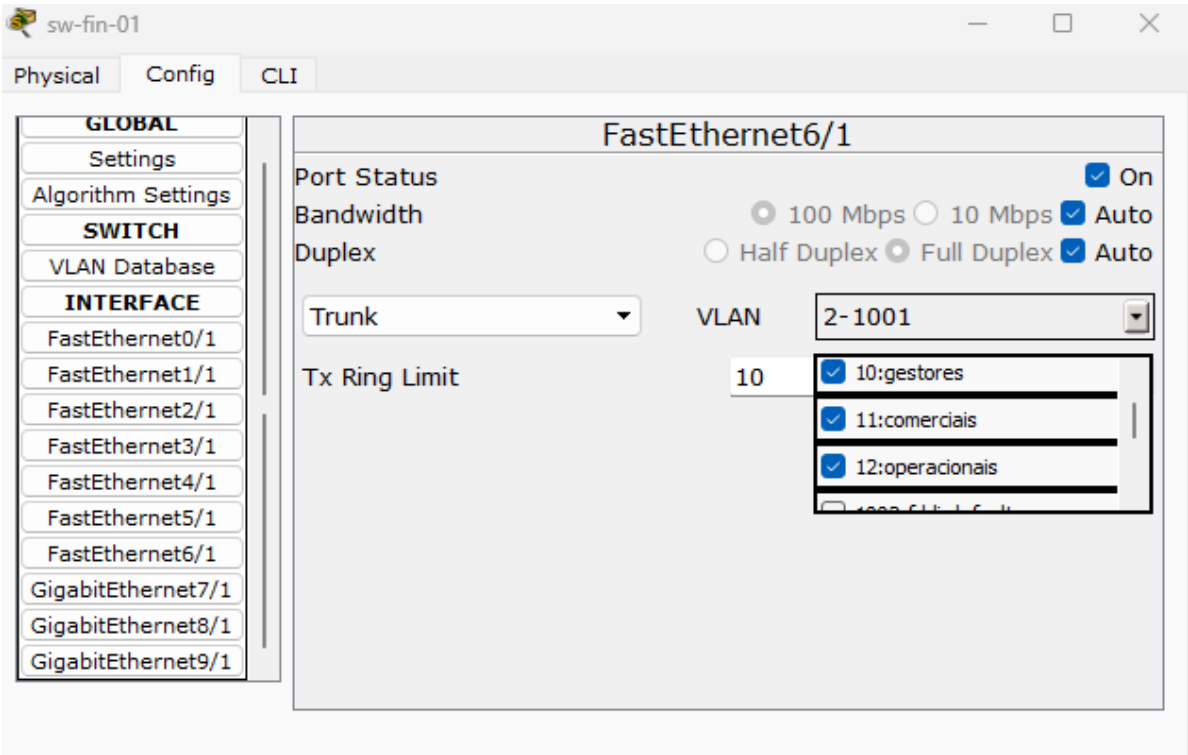 sw-fin-01
Physical Config CLI
GLOBAL
Settings
Algorithm Settings
SWITCH
VLAN Database
INTERFACE
FastEthernet0/1
FastEthernet1/1
FastEthernet2/1
FastEthernet3/1
FastEthernet4/1
FastEthernet5/1
FastEthernet6/1
GigabitEthernet7/1
GigabitEthernet8/1
GigabitEthernet9/1
FastEthernet6/1
Port Status On
Bandwidth 100 Mbps 10 Mbps Auto
Duplex Half Duplex Full Duplex Auto
Trunk VLAN 2-1001
Tx Ring Limit 10
10:gestores
11:comerciais
12:operacionais